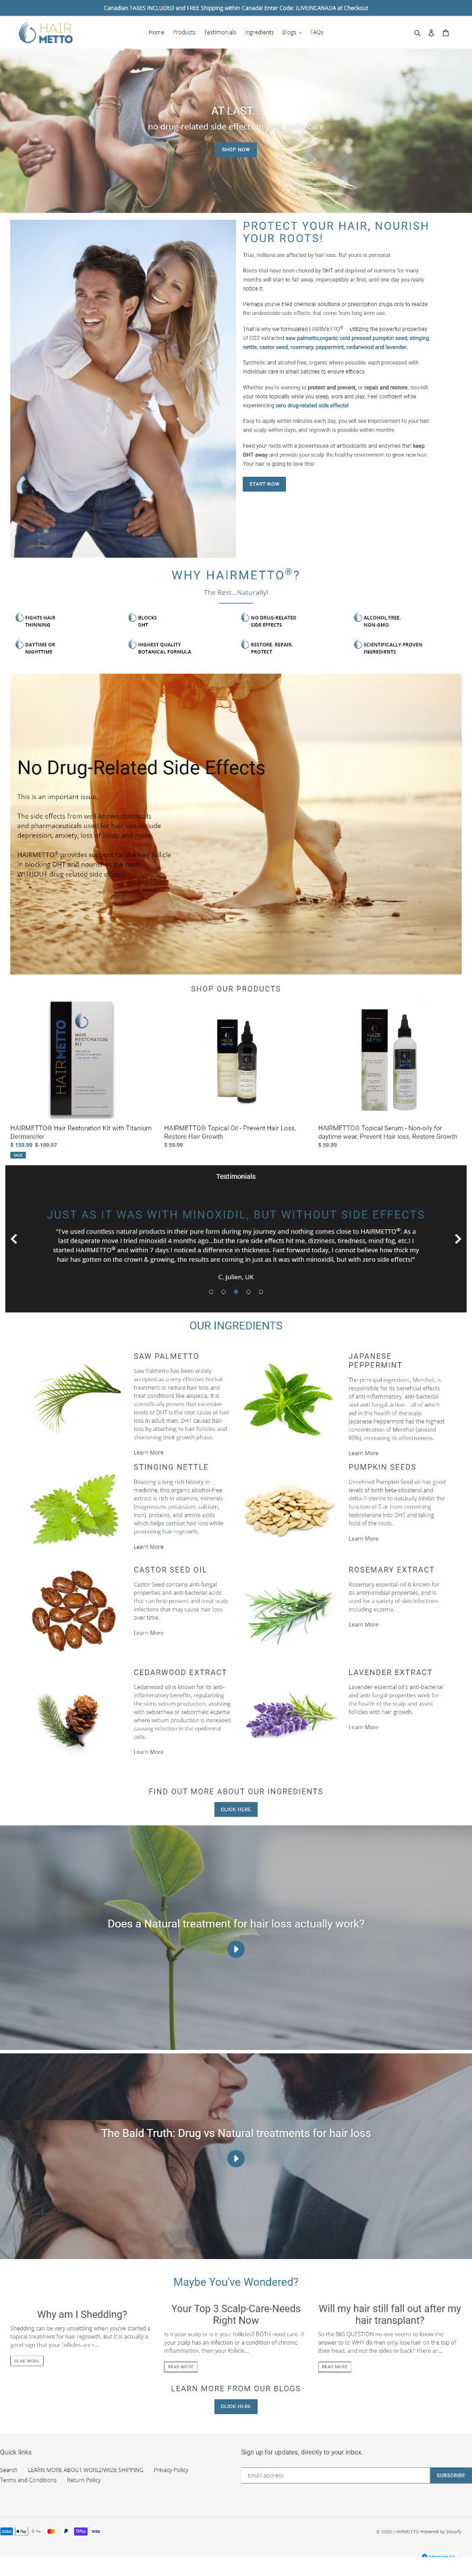 Canadian TAXES INCLUDED and FREE Shipping within Canada! Enter Code: ILIVEINCANADA at Checkout
HAIR
METTO
Home Products Testimonials Ingredients Blogs FAQs
AT LAST...
no drug-related side effects in
SHOP NOW
PROTECT YOUR HAIR, NOURISH
YOUR ROOTS!
True, millions are affected by hair loss. But yours is personal.
Roots that have been choked by DHT and deprived of nutrients for many
months will start to fall away, imperceptibly at first, until one day you really
notice it.
Perhaps you've tried chemical solutions or prescription drugs only to realize
the undesirable side effects that come from long term use.
That is why we formulated HAIRMETTO® utilizing the powerful properties
of CO2 extracted saw palmetto,organic cold pressed pumpkin seed, stinging
nettle, castor seed, rosemary, peppermint, cedarwood and lavender.
Synthetic and alcohol free, organic where possible, each processed with
individual care in small batches to ensure efficacy.
Whether you're wanting to protect and prevent, or repair and restore, nourish
your roots topically while you sleep, work and play. Feel confident while
experiencing zero drug-related side effects!
Easy to apply within minutes each day, you will see improvement to your hair
and scalp within days, and regrowth is possible within months.
Feed your roots with a powerhouse of antioxidants and enzymes that keep
DHT away and provide your scalp the healthy environment to grow new hair.
Your hair is going to love this!
START NOW
WHY HAIRMETTO®?
The Best...Naturally!
FIGHTS HAIR
THINNING
BLOCKS
DHT
NO DRUG-RELATED
SIDE EFFECTS
ALCOHOL FREE,
NON-GMO
DAYTIME OR
NIGHTTIME
HIGHEST QUALITY
BOTANICAL FORMULA
RESTORE, REPAIR,
PROTECT
SCIENTIFICALLY PROVEN
INGREDIENTS
No Drug-Related Side Effects
This is an important issue.
The side effects from well-known chemicals
and pharmaceuticals used for hair loss include
depression, anxiety, loss of libido and more.
HAIRMETTO® provides support for the hair follicle
in blocking DHT and nourishes the roots
WITHOUT drug-related side effects.
SHOP OUR PRODUCTS
HAIRMETTO
HAIR
RESTORATION
KIT
HAIR
METTO
HAIR
METTO
HAIRMETTO® Hair Restoration Kit with Titanium
Dermaroller
$ 159.99 $ 199.97
SALE
HAIRMETTO® Topical Oil - Prevent Hair Loss,
Restore Hair Growth
$ 59.99
HAIRMETTO® Topical Serum - Non-oily for
daytime wear, Prevent Hair loss, Restore Growth
$ 59.99
Testimonials
JUST AS IT WAS WITH MINOXIDIL, BUT WITHOUT SIDE EFFECTS
"I've used countless natural products in their pure form during my journey and nothing comes close to HAIRMETTO®. As a
last desperate move I tried minoxidil 4 months ago...but the rare side effects hit me, dizziness, tiredness, mind fog, etc.! I
started HAIRMETTO® and within 7 days I noticed a difference in thickness. Fast forward today, I cannot believe how thick my
hair has gotten on the crown & growing, the results are coming in just as it was with minoxidil, but with zero side effects!"
C. Julien, UK
OUR INGREDIENTS
SAW PALMETTO
Saw Palmetto has been widely
accepted as a very effective herbal
treatment to reduce hair loss and
treat conditions like alopecia. It is
scientifically proven that excessive
levels of DHT is the root cause of hair
loss in adult men. DHT causes hair
loss by attaching to hair follicles and
shortening their growth phase.
Learn More
JAPANESE
PEPPERMINT
The principal ingredient, Menthol, is
responsible for its beneficial effects
of anti-inflammatory, anti-bacterial
and anti-fungal action - all of which
aid in the health of the scalp.
Japanese Peppermint has the highest
concentration of Menthol (around
80%), increasing its effectiveness.
Learn More
STINGING NETTLE
Boasting a long rich history in
medicine, this organic alcohol-free
extract is rich in vitamins, minerals
(magnesium, potassium, calcium,
iron), proteins, and amino acids
which helps combat hair loss while
promoting hair regrowth.
Learn More
PUMPKIN SEEDS
Unrefined Pumpkin Seed oil has good
levels of both beta-sitosterol and
delta-7-sterine to naturally inhibit the
function of 5-ar from converting
testosterone into DHT and taking
hold of the roots.
Learn More
CASTOR SEED OIL
Castor Seed contains anti-fungal
properties and anti-bacterial acids
that can help prevent and treat scalp
infections that may cause hair loss
over time.
Learn More
ROSEMARY EXTRACT
Rosemary essential oil is known for
its antimicrobial properties, and is
used for a variety of skin infections
including eczema.
Learn More
CEDARWOOD EXTRACT
Cedarwood oil is known for its anti-
inflammatory benefits, regularizing
the skins sebum production, assisting
with seborrhea or seborrheic eczema
where sebum production is increased
causing infection in the epidermal
cells.
Learn More
LAVENDER EXTRACT
Lavender essential oil's anti-bacterial
and anti-fungal properties work for
the health of the scalp and assist
follicles with hair growth.
Learn More
FIND OUT MORE ABOUT OUR INGREDIENTS
CLICK HERE
Does a Natural treatment for hair loss actually work?
The Bald Truth: Drug vs Natural treatments for hair loss
Maybe You've Wondered?
Why am I Shedding?
Shedding can be very unsettling when you've started a
topical treatment for hair regrowth. But it is actually a
good sign that your follicles are r...
READ MORE
Your Top 3 Scalp-Care-Needs
Right Now
Is it your scalp or is it your follicles? BOTH need care. If
your scalp has an infection or a condition of chronic
inflammation, then your follicle...
READ MORE
Will my hair still fall out after my
hair transplant?
So the BIG QUESTION no one seems to know the
answer to is: WHY do men only lose hair on the top of
their head, and not the sides or back? There ar...
READ MORE
LEARN MORE FROM OUR BLOGS
CLICK HERE
Quick links
Search LEARN MORE ABOUT WORLDWIDE SHIPPING Privacy Policy
Terms and Conditions Return Policy
Sign up for updates, directly to your inbox.
Email address
SUBSCRIBE
© 2020, HAIRMETTO Powered by Shopify